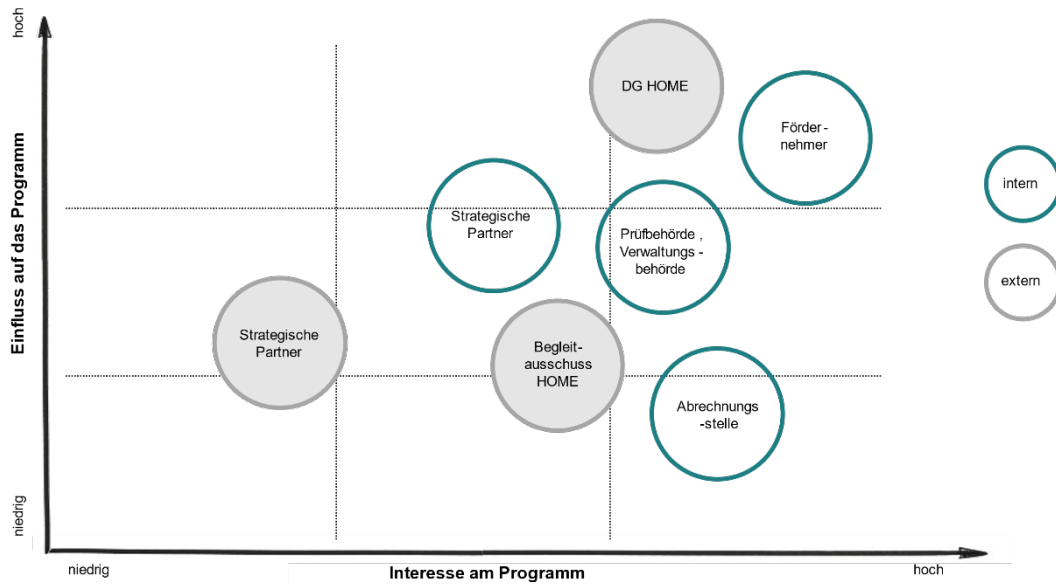 hoch
Einfluss auf das Programm
niedrig
DG HOME
Förder -
nehmer
intern
Strategische
Partner
Prüfbehörde ,
Verwaltungs -
behörde
extern
Strategische
Partner
Begleit-
ausschuss
HOME
Abrechnungs
-stelle
niedrig
Interesse am Programm
hoch